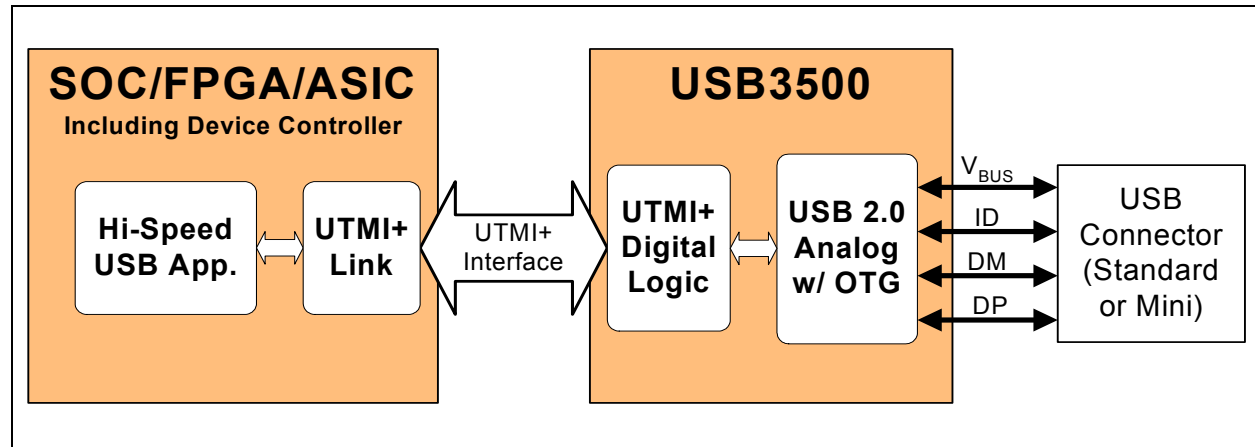 SOC/FPGA/ASIC
Including Device Controller
Hi-Speed
USB App.
UTMI+
Link
UTMI+
Interface
USB3500
UTMI+
Digital
Logic
USB 2.0
Analog
w/ OTG
VBUS
ID
DM
DP
USB
Connector
(Standard
or Mini)